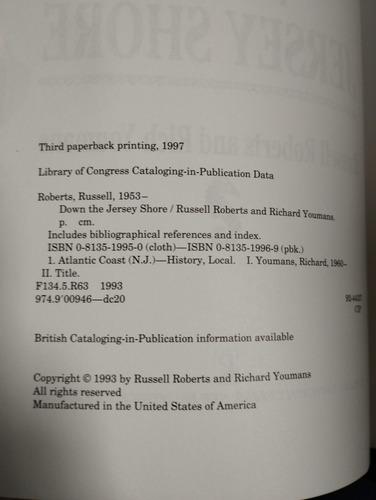 Third paperback printing, 1997
Library of Congress Cataloging-in-Publication Data
Roberts, Russell, 1953–
Down the Jersey Shore / Russell Roberts and Richard Youmans
p. cm.
Includes bibliographical references and index.
ISBN 0-8135-1995-0 (cloth)—ISBN 0-8135-1996-9 (pbk.)
1. Atlantic Coast (N.J.)—History, Local. I. Youmans, Richard, 1960–
II. Title.
F134.5.R63 1993
974.9′00946—dc20
CIP
British Cataloging-in-Publication information available
Copyright © 1993 by Russell Roberts and Richard Youmans
All rights reserved
Manufactured in the United States of America